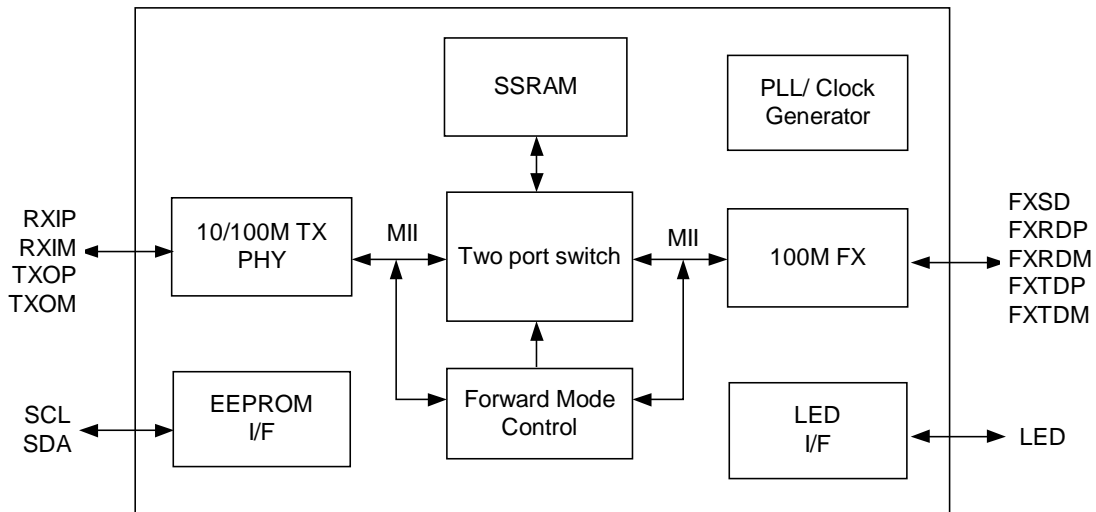 SSRAM
PLL/ Clock
Generator
RXIP
RXIM
TXOP
TXOM
10/100M TX
PHY
MII
Two port switch
MII
100M FX
FXSD
FXRDP
FXRDM
FXTDP
FXTDM
SCL
SDA
EEPROM
I/F
Forward Mode
Control
LED
I/F
LED